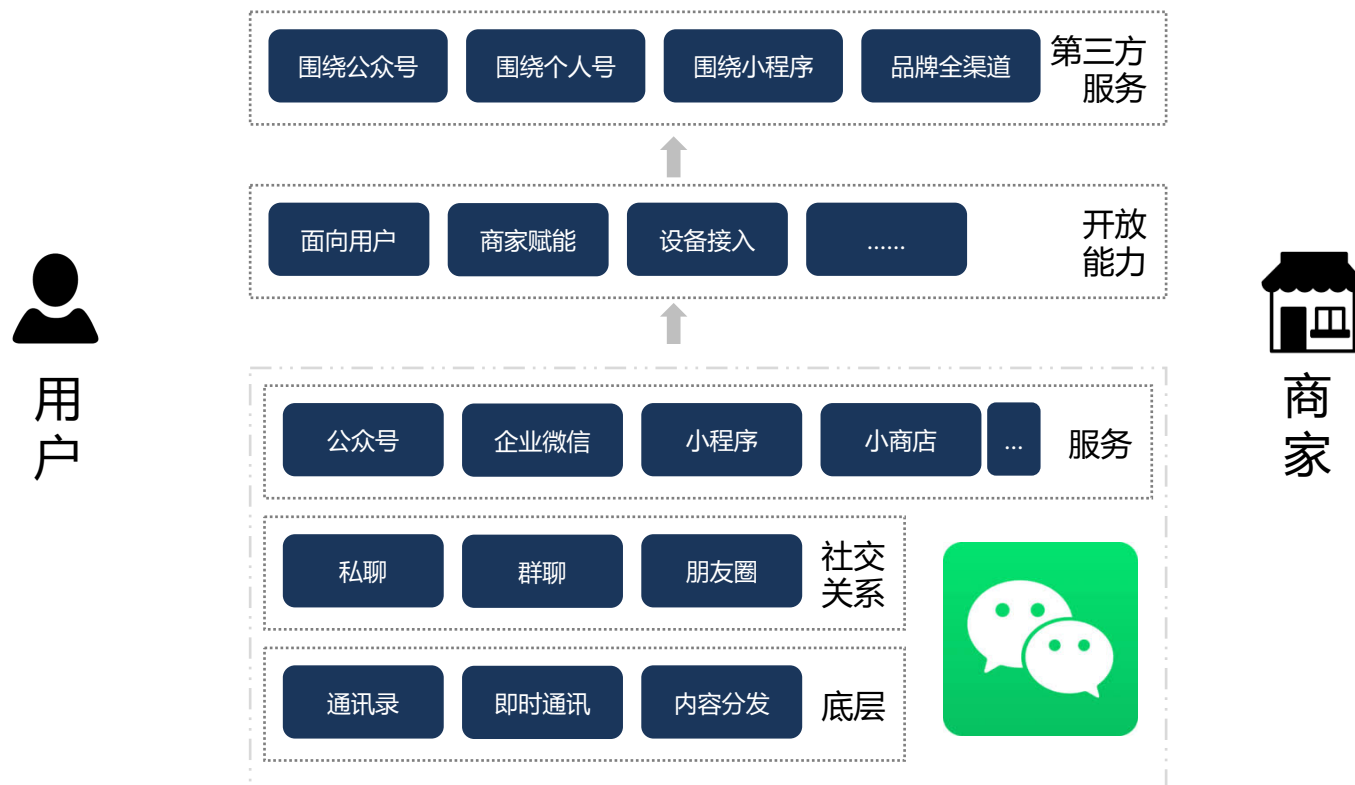 围绕公众号
围绕个人号
围绕小程序
品牌全渠道
第三方
服务
面向用户
商家赋能
设备接入
......
开放
能力
用
户
商
家
公众号
企业微信
小程序
小商店
...
服务
私聊
群聊
朋友圈
社交
关系
通讯录
即时通讯
内容分发
底层